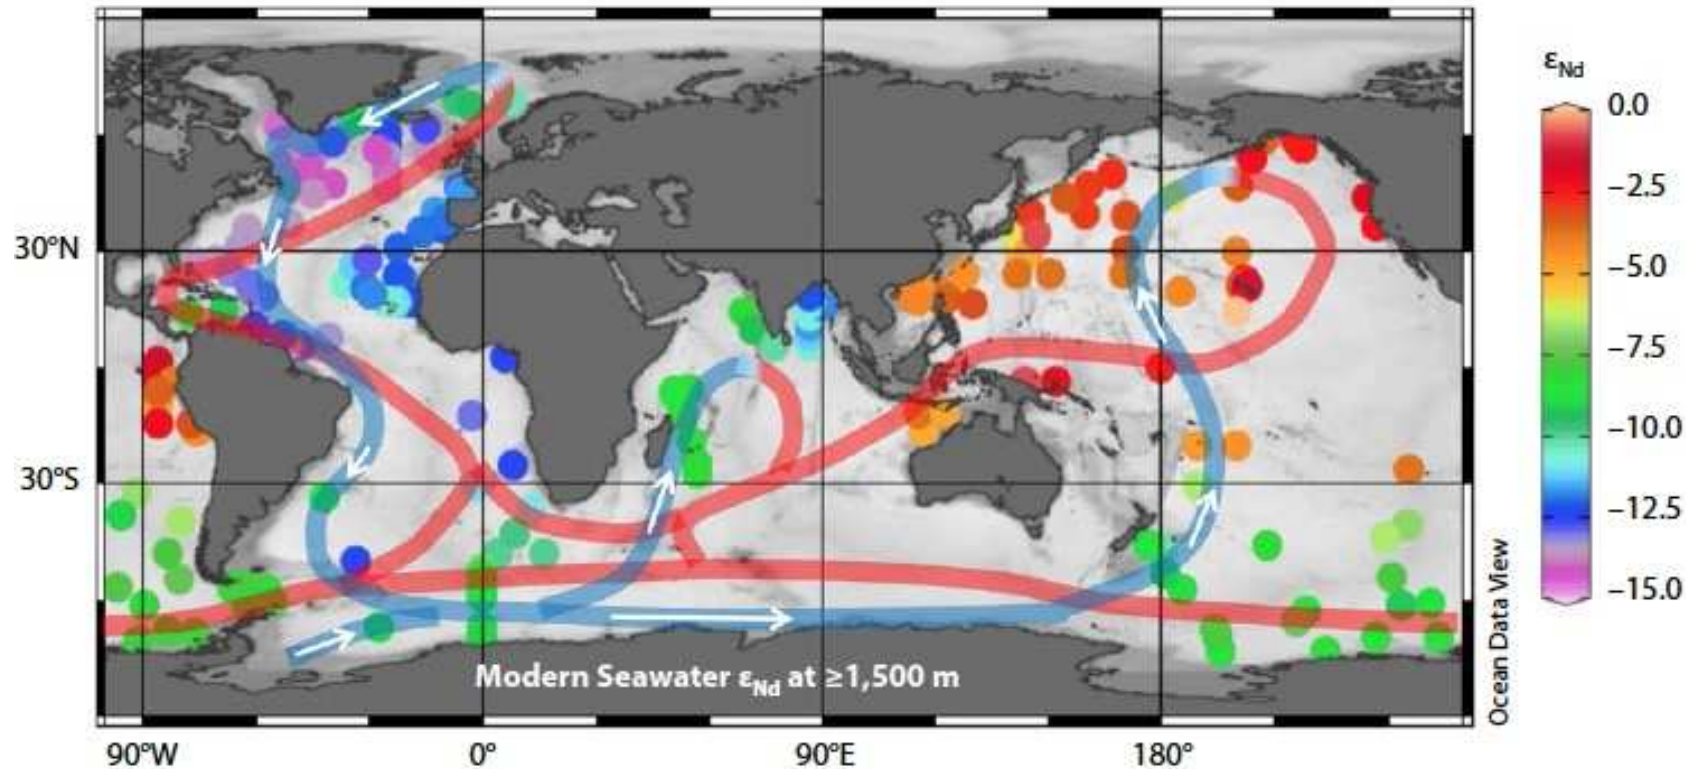 εNd
0.0
−2.5
−5.0
−7.5
−10.0
−12.5
−15.0
30°N
30°S
Modern Seawater εNd at ≥1,500 m
90°W
0°
90°E
180°
Ocean Data View